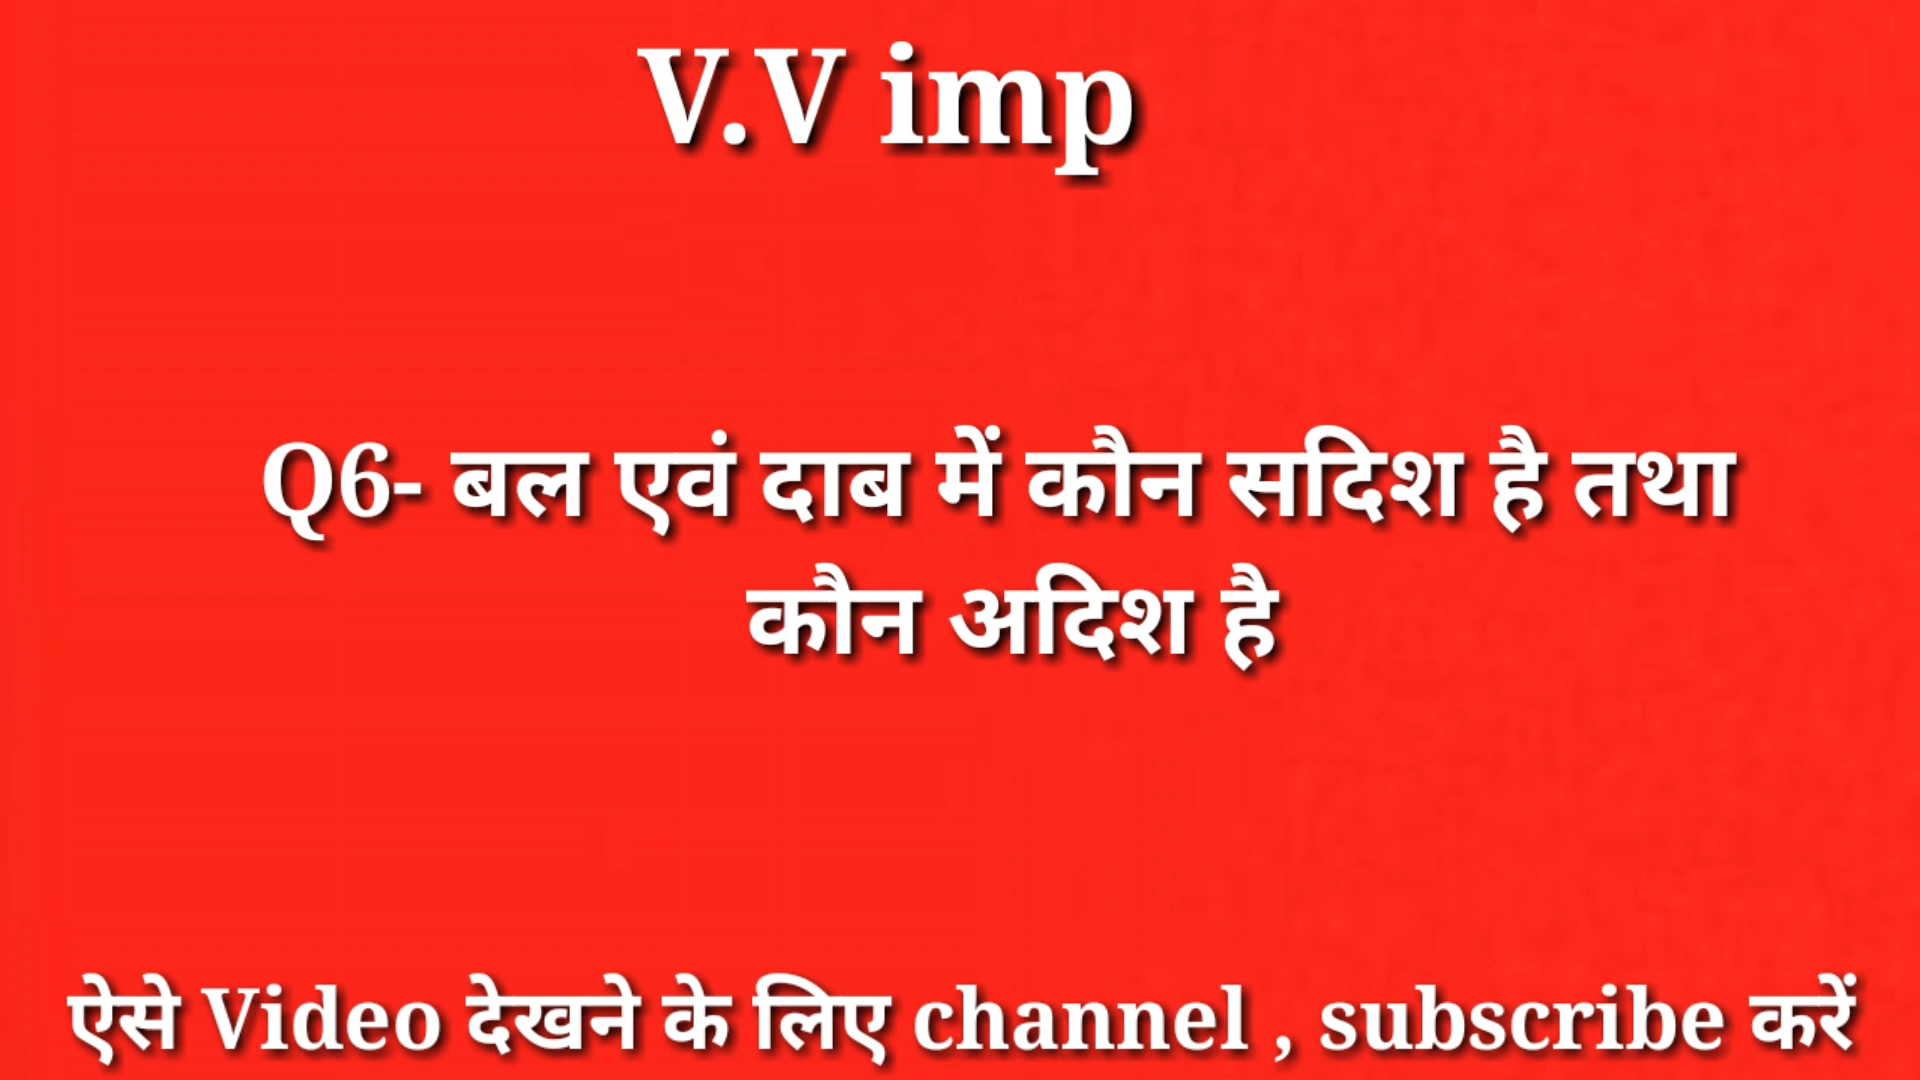 V.V imp
Q6- बल एवं दाब में कौन सदिश है तथा
कौन अदिश है
ऐसे Video देखने के लिए channel , subscribe करें